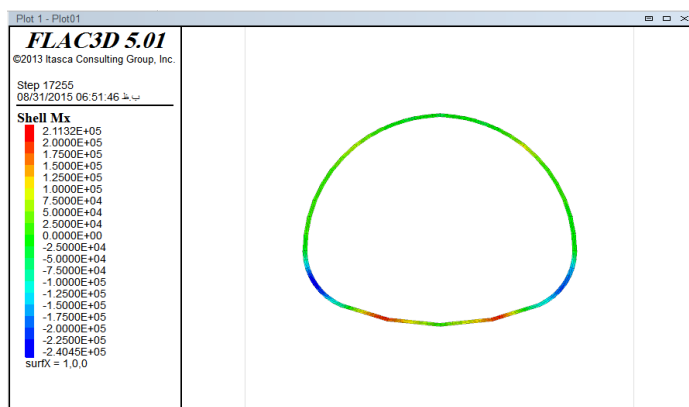 Plot 1 - Plot01
FLAC3D 5.01
©2013 Itasca Consulting Group, Inc.
Step 17255
08/31/2015 06:51:46 ب.ظ
Shell Mx
2.1132E+05
2.0000E+05
1.7500E+05
1.5000E+05
1.2500E+05
1.0000E+05
7.5000E+04
5.0000E+04
2.5000E+04
0.0000E+00
-2.5000E+04
-5.0000E+04
-7.5000E+04
-1.0000E+05
-1.2500E+05
-1.5000E+05
-1.7500E+05
-2.0000E+05
-2.2500E+05
-2.4045E+05
surfX = 1,0,0